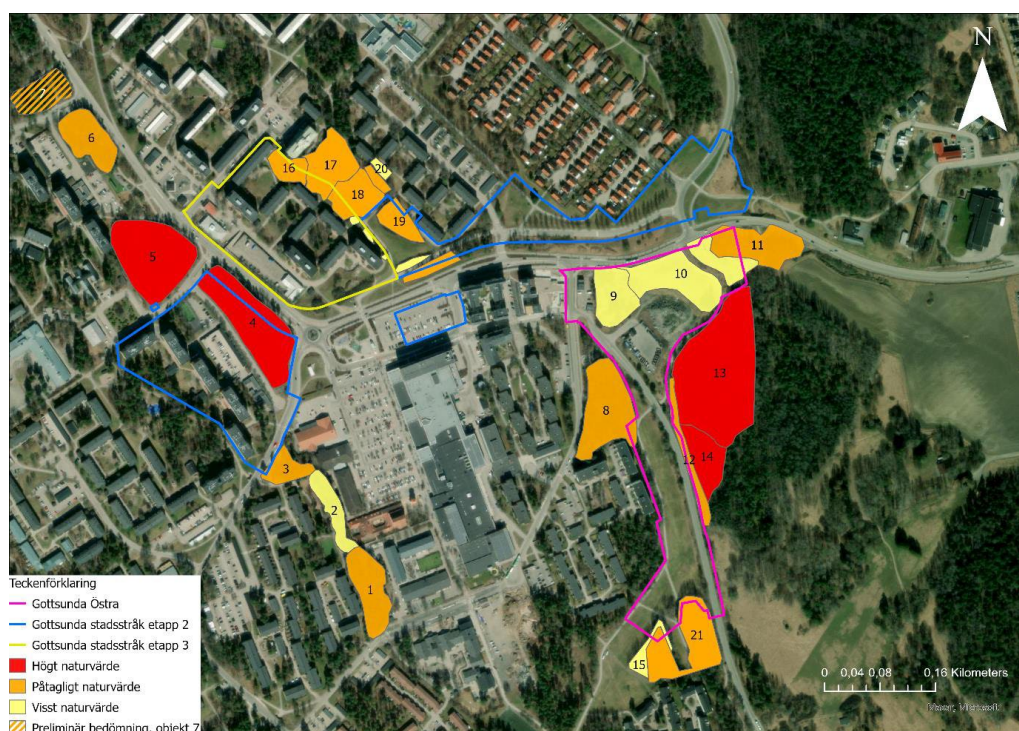 N
7
6
16
17
20
18
19
5
11
10
9
4
13
8
12
14
3
2
1
21
15
Teckenförklaring
Gottsunda Östra
Gottsunda stadsstråk etapp 2
Gottsunda stadsstråk etapp 3
Högt naturvärde
Påtagligt naturvärde
Visst naturvärde
Preliminär bedömning, objekt 7
0 0,04 0,08 0,16 Kilometers